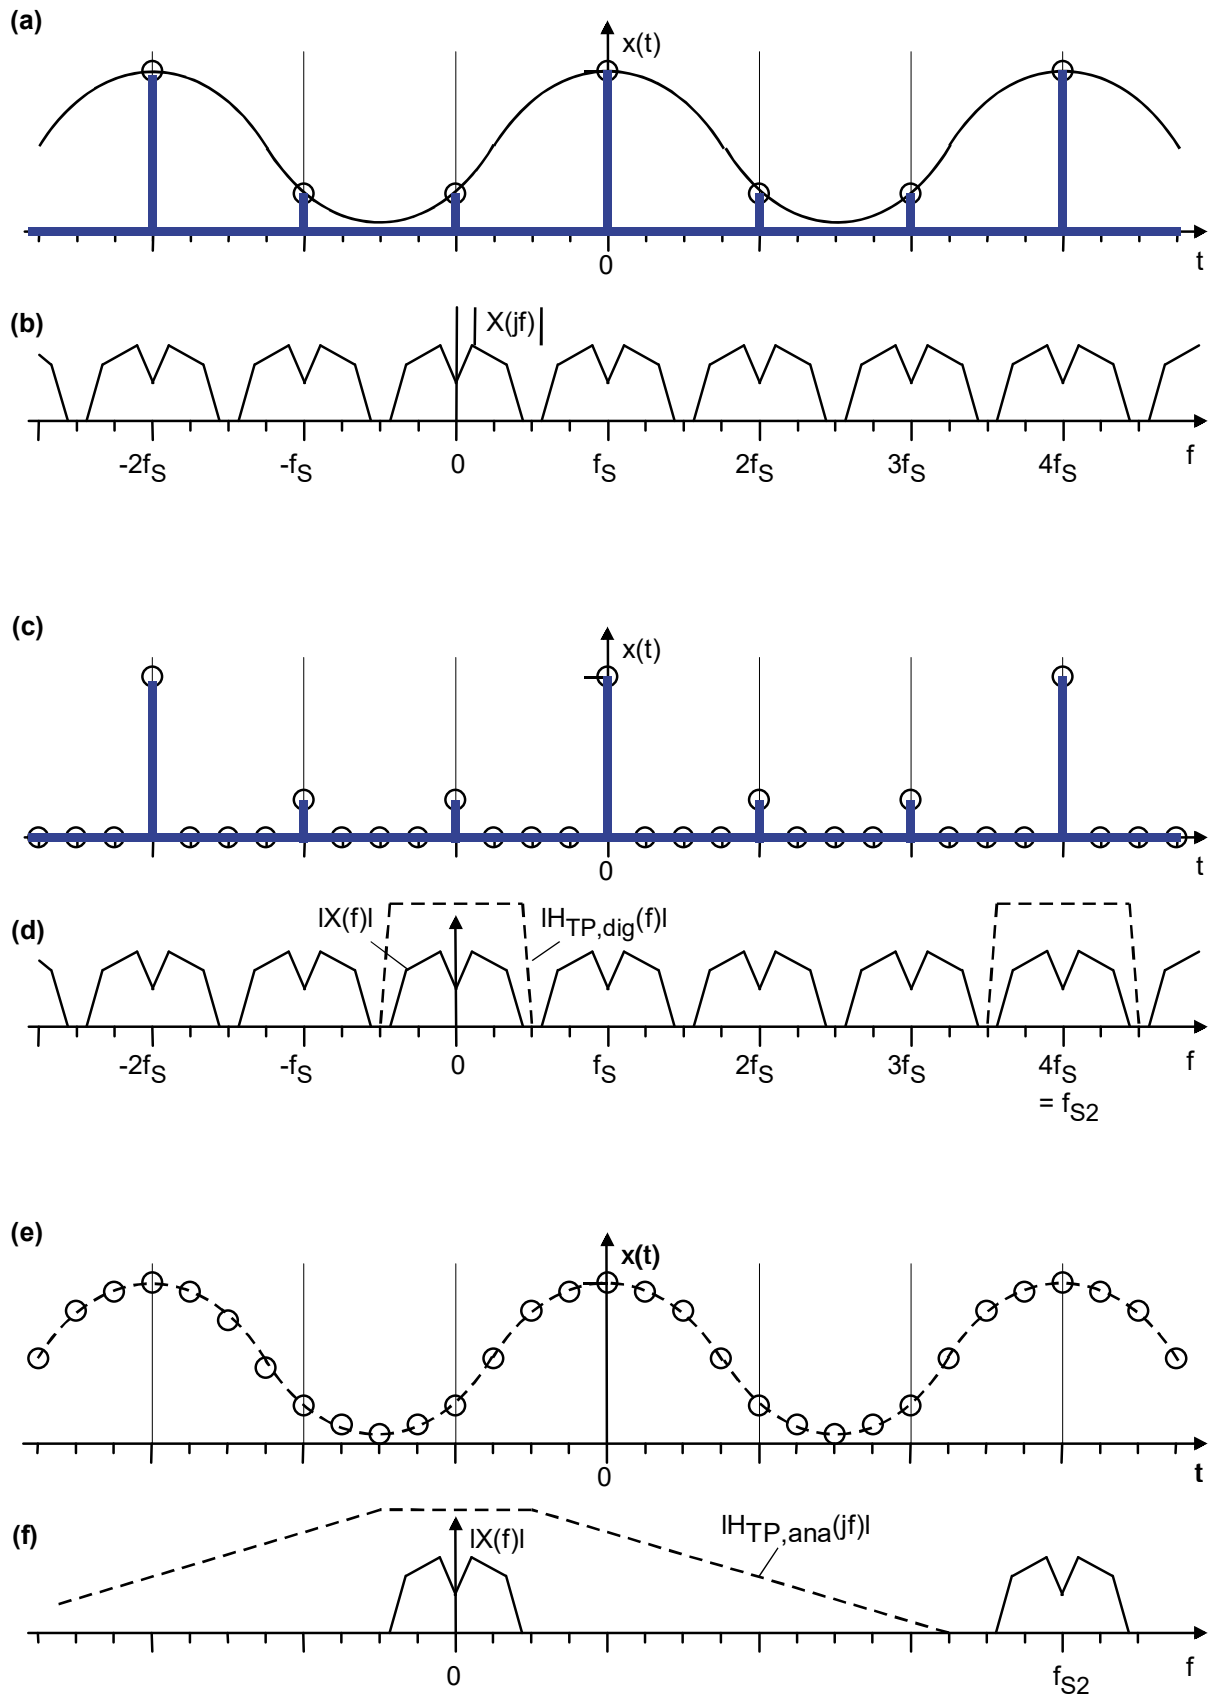 (a)
x(t)
0
t
(b)
X(jf)
-2fS -fS 0 fS 2fS 3fS 4fS f
(c)
x(t)
0
t
(d)
|X(f)| |HTP,dig(f)|
-2fS -fS 0 fS 2fS 3fS 4fS f
= fS2
(e)
x(t)
0
t
(f)
|X(f)| |HTP,ana(jf)|
0 fS2 f